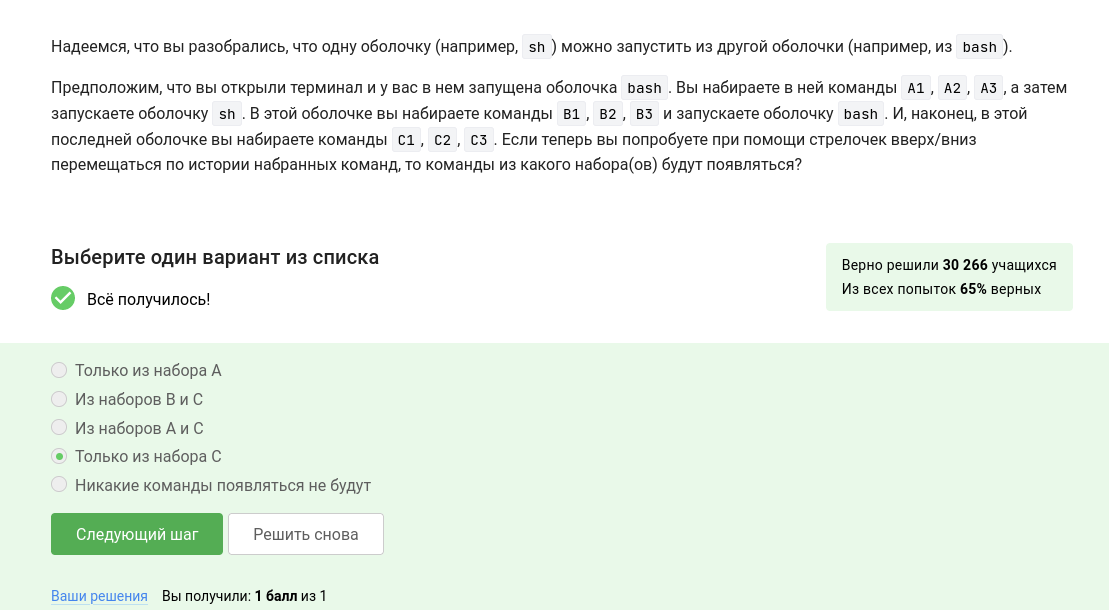 Надеемся, что вы разобрались, что одну оболочку (например, sh ) можно запустить из другой оболочки (например, из bash ).
Предположим, что вы открыли терминал и у вас в нем запущена оболочка bash . Вы набираете в ней команды A1 , A2 , A3 , а затем
запускаете оболочку sh . В этой оболочке вы набираете команды B1 , B2 , B3 и запускаете оболочку bash . И, наконец, в этой
последней оболочке вы набираете команды C1 , C2 , C3 . Если теперь вы попробуете при помощи стрелочек вверх/вниз
перемещаться по истории набранных команд, то команды из какого набора(ов) будут появляться?
Выберите один вариант из списка
Всё получилось!
Верно решили 30 266 учащихся
Из всех попыток 65% верных
Только из набора A
Из наборов B и C
Из наборов A и C
Только из набора C
Никакие команды появляться не будут
Следующий шаг
Решить снова
Ваши решения Вы получили: 1 балл из 1